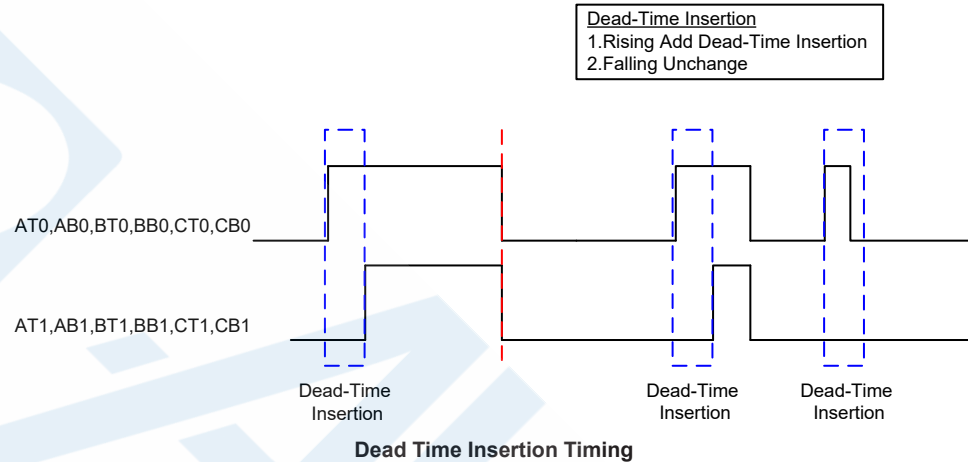 Dead-Time Insertion
1.Rising Add Dead-Time Insertion
2.Falling Unchange
AT0,AB0,BT0,BB0,CT0,CB0
AT1,AB1,BT1,BB1,CT1,CB1
Dead-Time
Insertion
Dead-Time
Insertion
Dead-Time
Insertion
Dead Time Insertion Timing